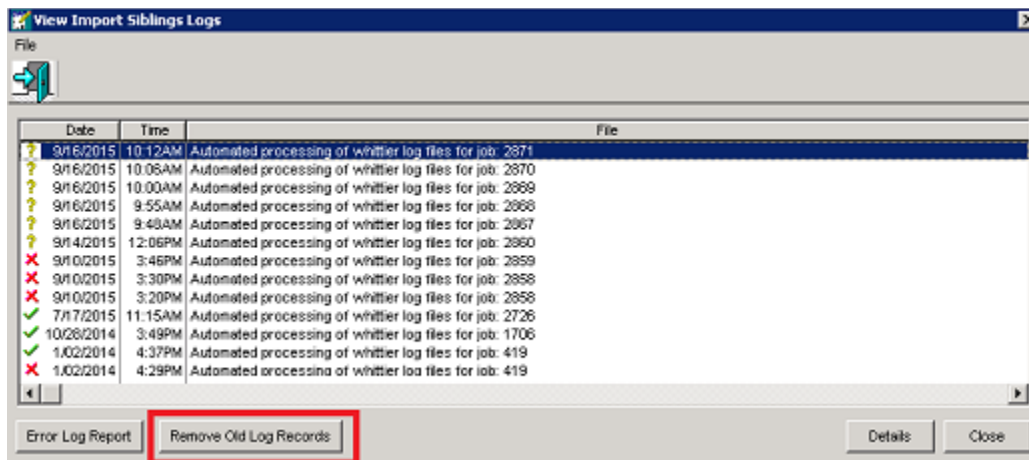 View Import Siblings Logs
File
Date Time File
? 9/16/2015 10:12AM Automated processing of whittier log files for job: 2871
? 9/16/2015 10:06AM Automated processing of whittier log files for job: 2870
? 9/16/2015 10:00AM Automated processing of whittier log files for job: 2869
? 9/16/2015 9:55AM Automated processing of whittier log files for job: 2868
? 9/16/2015 9:48AM Automated processing of whittier log files for job: 2867
? 9/14/2015 12:06PM Automated processing of whittier log files for job: 2860
9/10/2015 3:46PM Automated processing of whittier log files for job: 2859
9/10/2015 3:30PM Automated processing of whittier log files for job: 2858
9/10/2015 3:20PM Automated processing of whittier log files for job: 2858
7/17/2015 11:15AM Automated processing of whittier log files for job: 2726
10/28/2014 3:49PM Automated processing of whittier log files for job: 1706
1/02/2014 4:37PM Automated processing of whittier log files for job: 419
1/02/2014 4:29PM Automated processing of whittier log files for job: 419
Error Log Report Remove Old Log Records Details Close